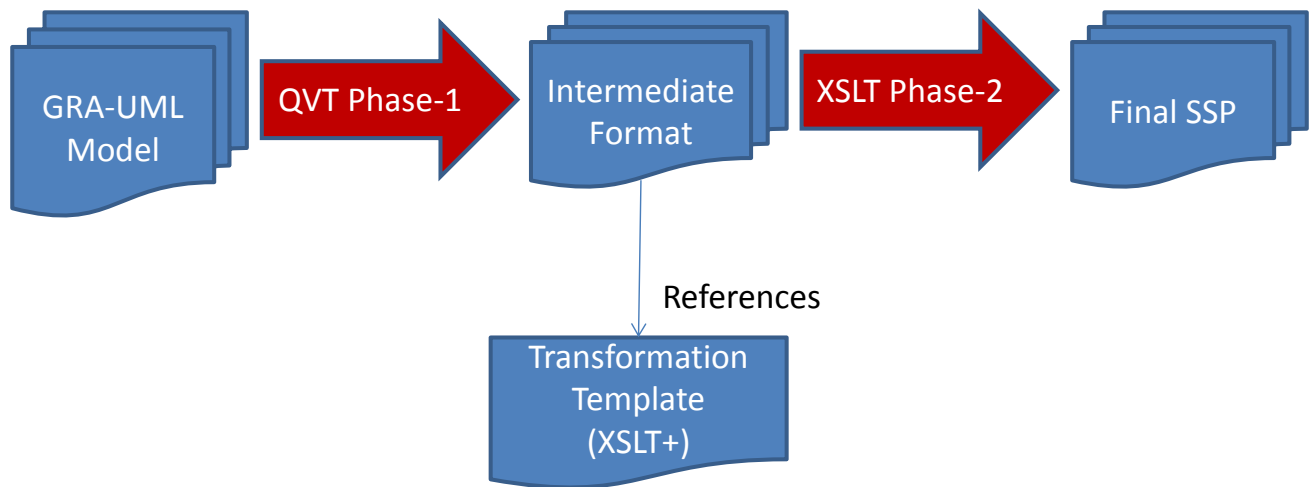 GRA-UML
Model
QVT Phase-1
Intermediate
Format
XSLT Phase-2
Final SSP
References
Transformation
Template
(XSLT+)